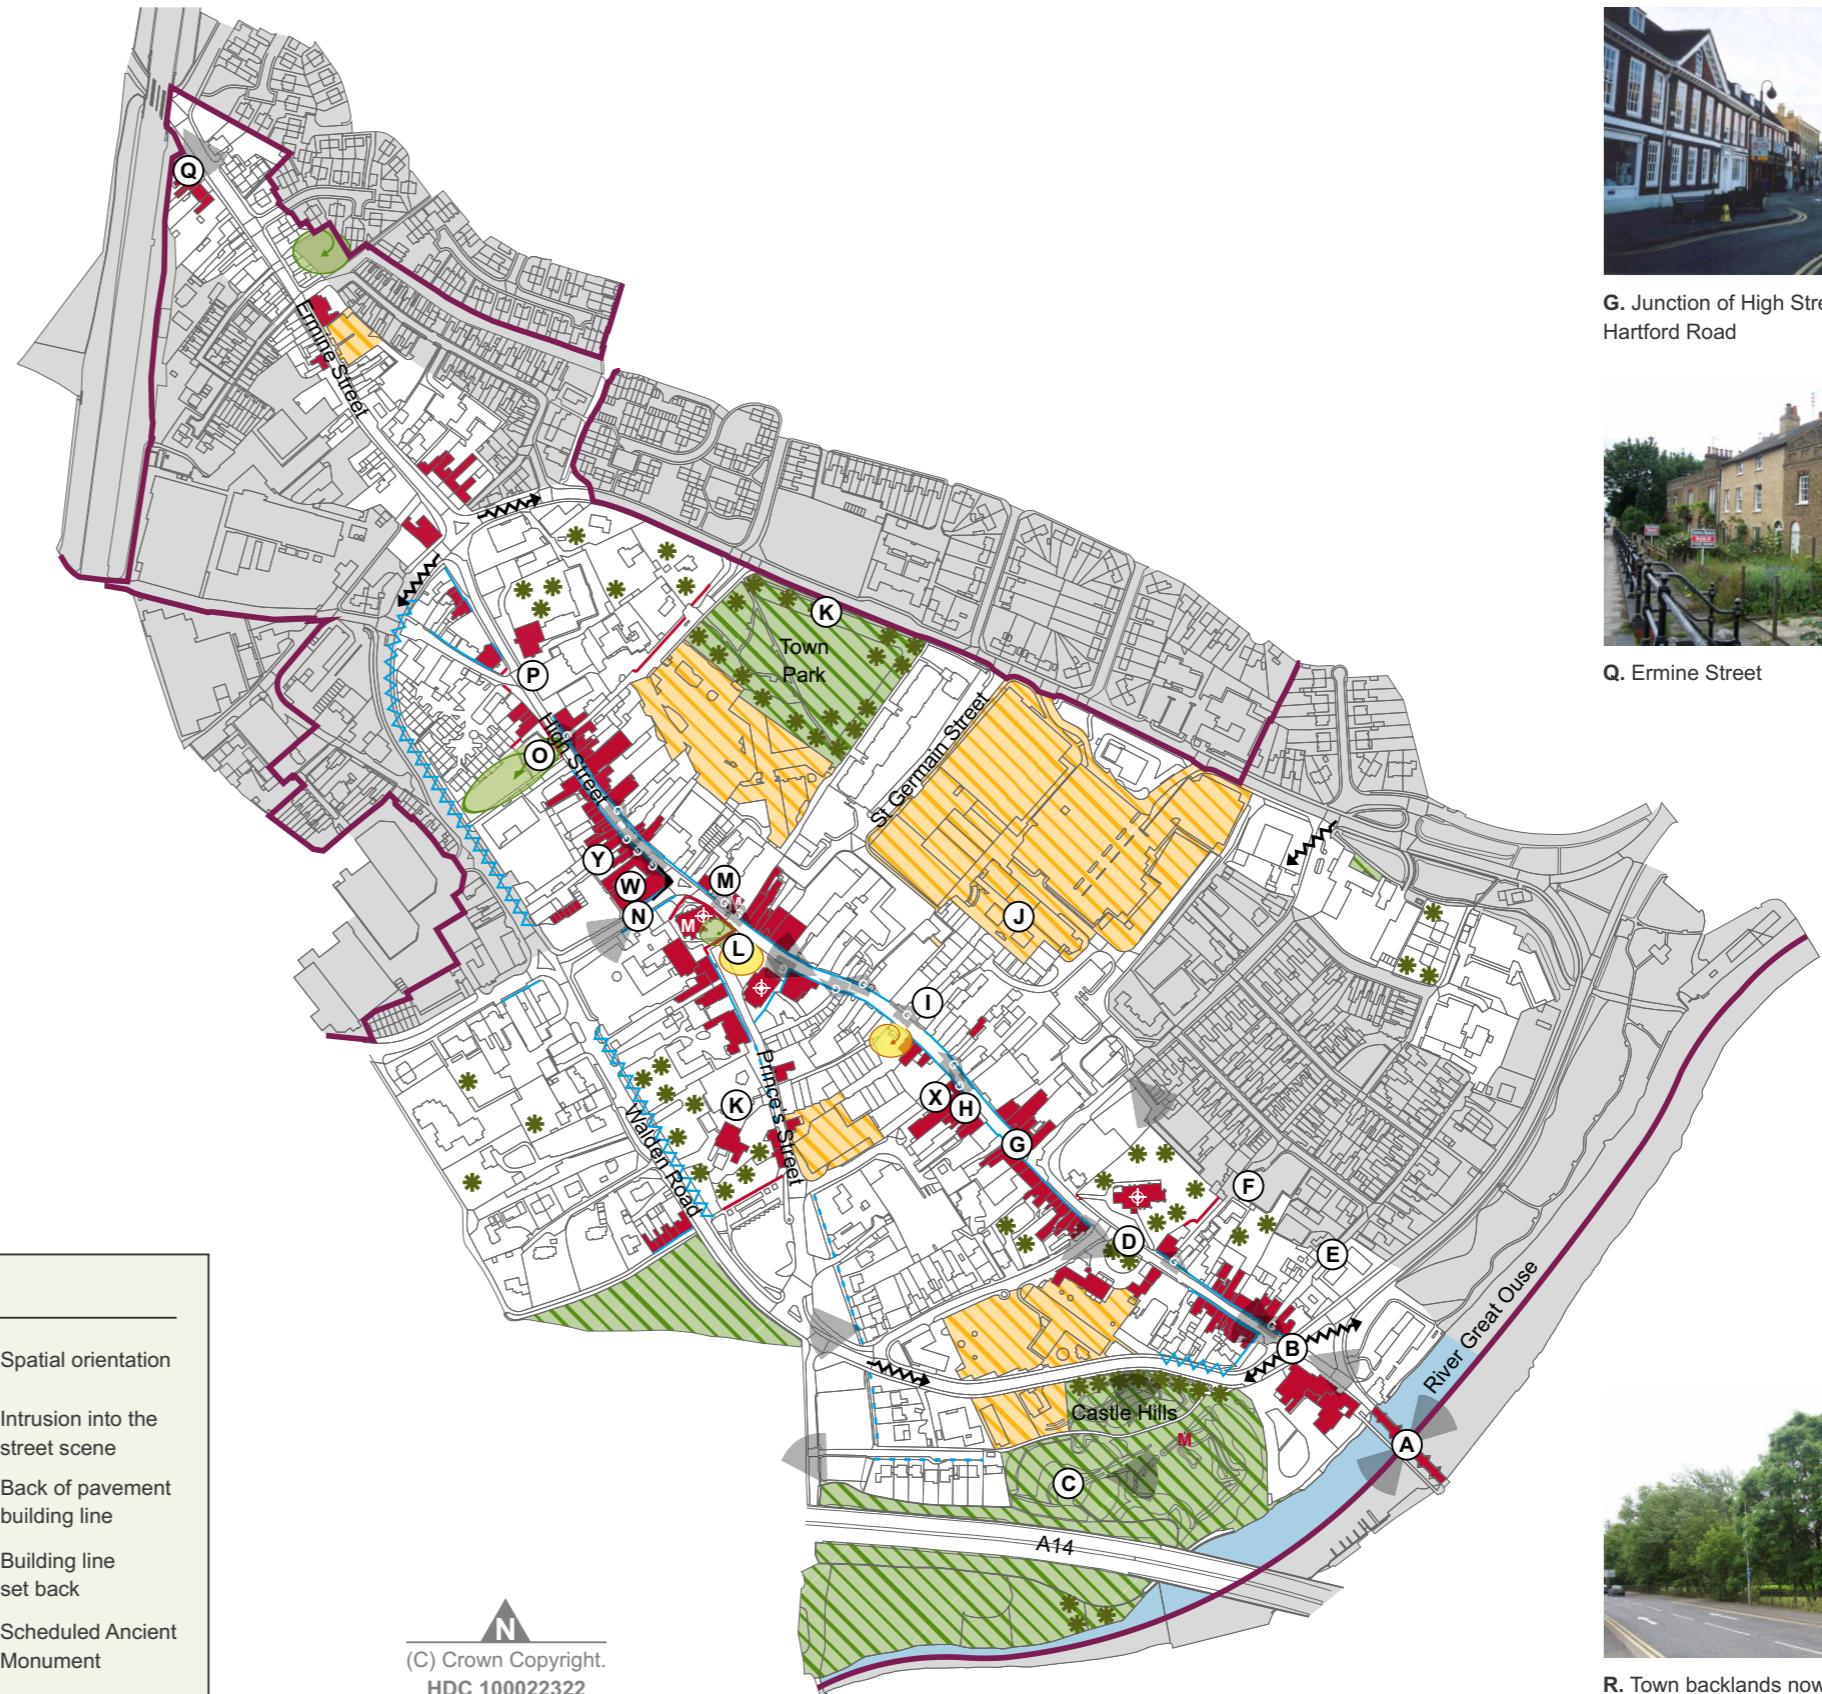 G. Junction of High Stre
Hartford Road
Q. Ermine Street
R. Town backlands now
Spatial orientation
Intrusion into the
street scene
Back of pavement
building line
Building line
set back
Scheduled Ancient
Monument
N
(C) Crown Copyright.
HDC 100022322
Q
Ermine Street
K
Town
Park
P
High Street
O
St Germain Street
Y
W
M
N
M
L
J
I
Prince's Street
K
Walden Road
X
H
G
F
D
E
B
River Great Ouse
Castle Hills
M
A
C
A14